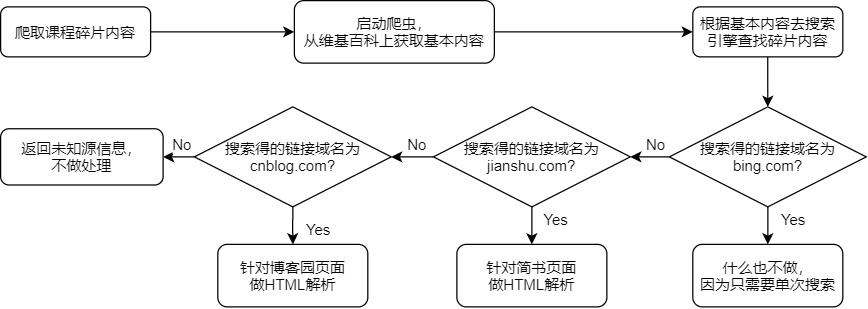 爬取课程碎片内容
启动爬虫，
从维基百科上获取基本内容
根据基本内容去搜索
引擎查找碎片内容
搜索得的链接域名为
bing.com?
No
搜索得的链接域名为
jianshu.com?
No
搜索得的链接域名为
cnblog.com?
No
返回未知源信息，
不做处理
Yes
Yes
Yes
针对博客园页面
做HTML解析
针对简书页面
做HTML解析
什么也不做，
因为只需要单次搜索